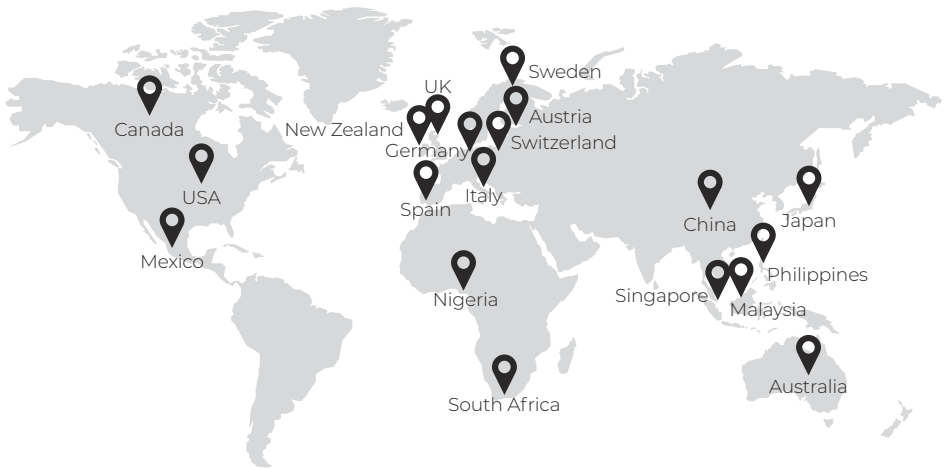 Sweden
UK
Austria
Canada
New Zealand
Switzerland
Germany
USA
Italy
Spain
China
Japan
Mexico
Philippines
Singapore
Nigeria
Malaysia
Australia
South Africa